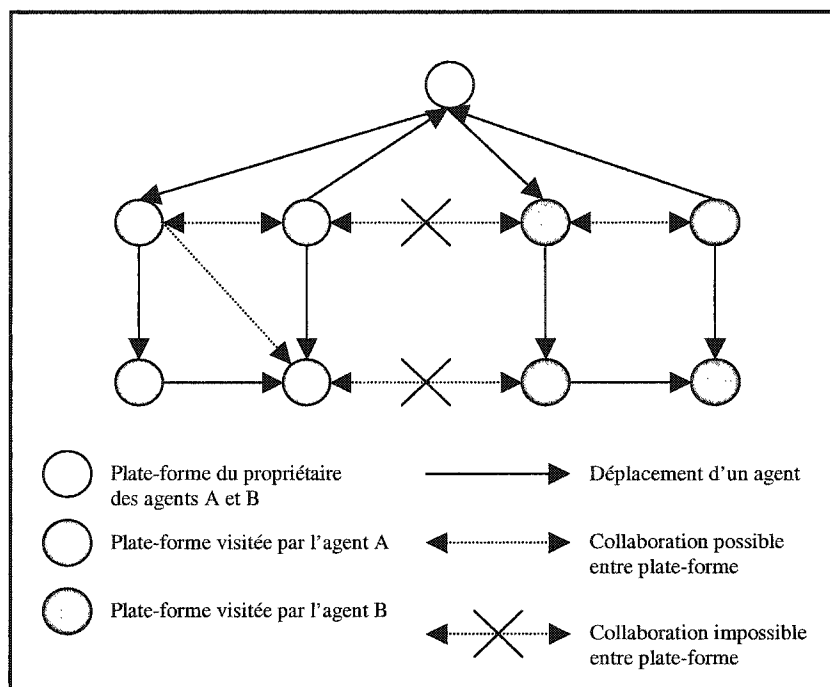 Plate-forme du propriétaire
des agents A et B
Déplacement d'un agent
Plate-forme visitée par l'agent A
Collaboration possible
entre plate-forme
Plate-forme visitée par l'agent B
Collaboration impossible
entre plate-forme